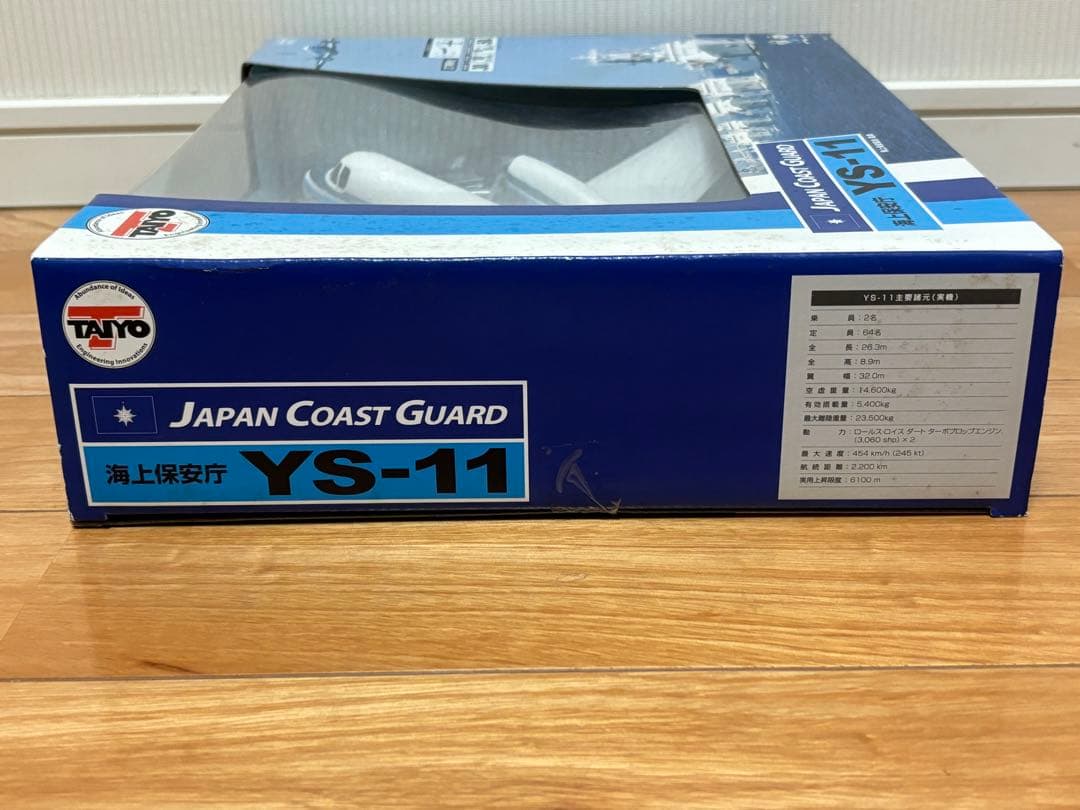 TAIYO
JAPAN COAST GUARD
海上保安庁 YS-11
Abundance of Ideas
TAIYO
Engineering Innovations
JAPAN COAST GUARD
海上保安庁 YS-11
YS-11主要諸元(実機)
乗員:2名
定員:64名
全長:26.3m
全高:8.9m
翼幅:32.0m
空虚重量:14,600kg
有効搭載量:5,400kg
最大離陸重量:23,500kg
動力:ロールス・ロイス ダート ターボプロップエンジン
(3,060 shp) × 2
最大速度:454 km/h (245 kt)
航続距離:2,200 km
実用上昇限度:6100 m